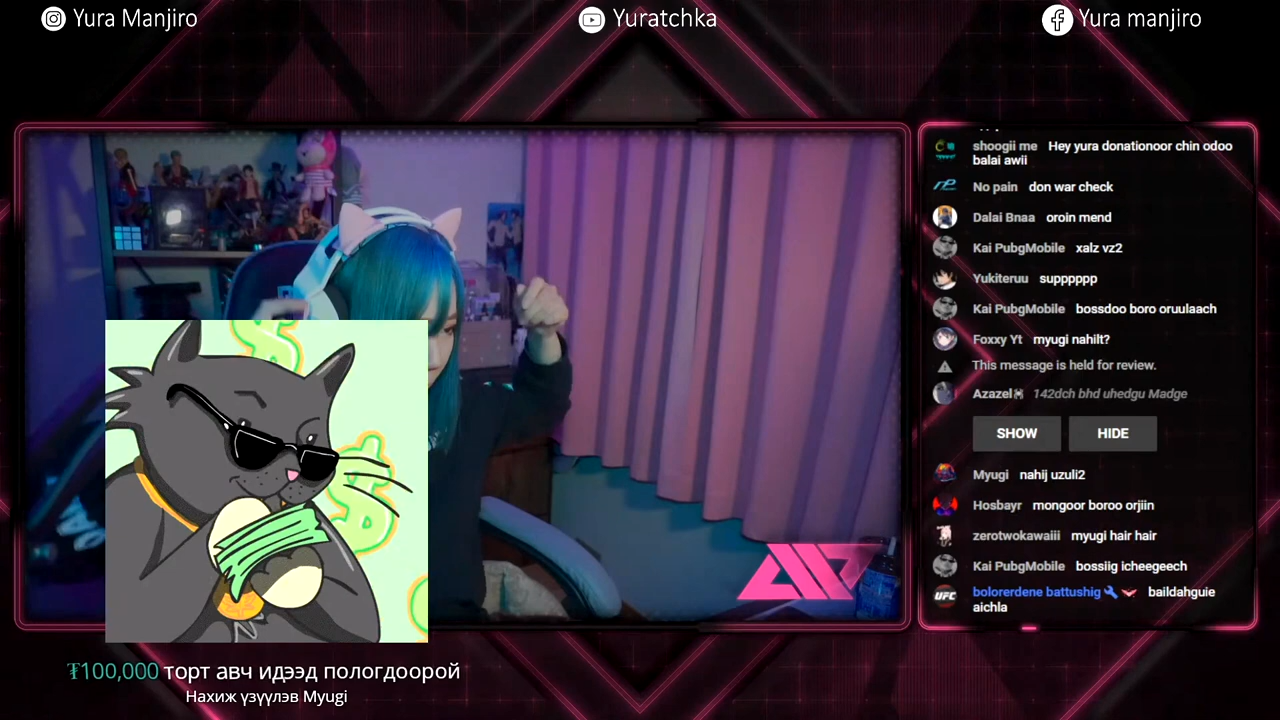 Yura Manjiro
Yuratchka
Yura manjiro
shoogii me Hey yura donationoor chin odoo
balai awii
No pain don war check
Dalai Bnaa oroin mend
Kai PubgMobile xalz vz2
Yukiteruu supppppp
Kai PubgMobile bossdoo boro oruulaach
Foxxy Yt myugi nahilt?
This message is held for review.
Azazel 142dch bhd uhedgu Madge
SHOW HIDE
Myugi nahij uzuli2
Hosbayr mongoor boroo orjiin
zerotwokawaiii myugi hair hair
Kai PubgMobile bossiig icheegeech
UFC bolorerdene battushig baildahguie
aichla
₮100,000 торт авч идээд пологдоорой
Нахиж үзүүлэв Myugi